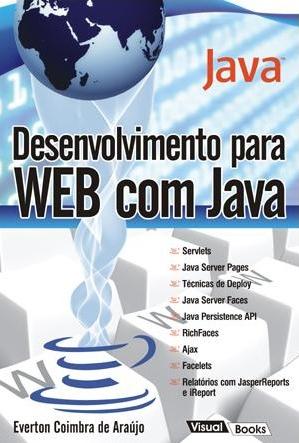 Java™
Desenvolvimento para
WEB com Java
Servlets
Java Server Pages
Técnicas de Deploy
Java Server Faces
Java Persistence API
RichFaces
Ajax
Facelets
Relatórios com JasperReports
e iReport
W
W
W
Everton Coimbra de Araújo
Visual Books